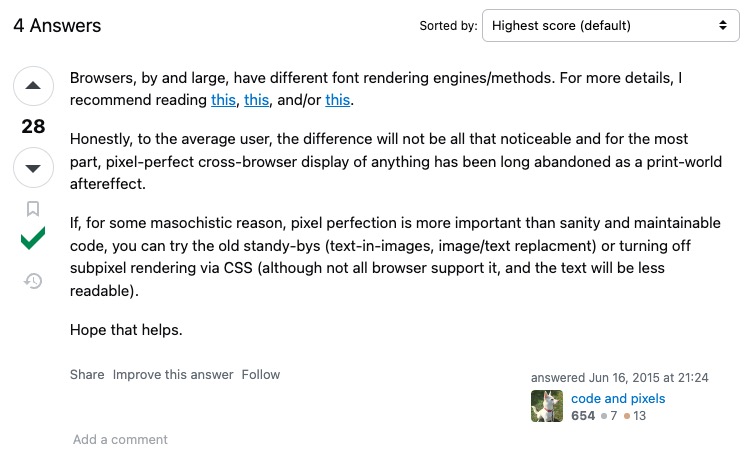 4 Answers
Sorted by: Highest score (default)
Browsers, by and large, have different font rendering engines/methods. For more details, I
recommend reading this, this, and/or this.
28
Honestly, to the average user, the difference will not be all that noticeable and for the most
part, pixel-perfect cross-browser display of anything has been long abandoned as a print-world
aftereffect.
If, for some masochistic reason, pixel perfection is more important than sanity and maintainable
code, you can try the old standy-bys (text-in-images, image/text replacment) or turning off
subpixel rendering via CSS (although not all browser support it, and the text will be less
readable).
Hope that helps.
Share Improve this answer Follow
answered Jun 16, 2015 at 21:24
code and pixels
654 7 13
Add a comment